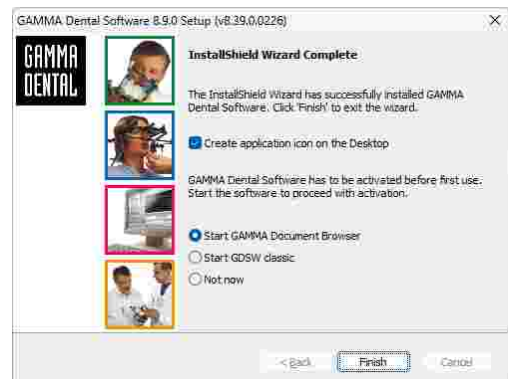 GAMMA Dental Software 8.9.0 Setup (v8.39.0.0226)
GAMMA
DENTAL
InstallShield Wizard Complete
The InstallShield Wizard has successfully installed GAMMA
Dental Software. Click 'Finish' to exit the wizard.
Create application icon on the Desktop
GAMMA Dental Software has to be activated before first use.
Start the software to proceed with activation.
Start GAMMA Document Browser
Start GDSW classic
Not now
< Back
Finish
Cancel